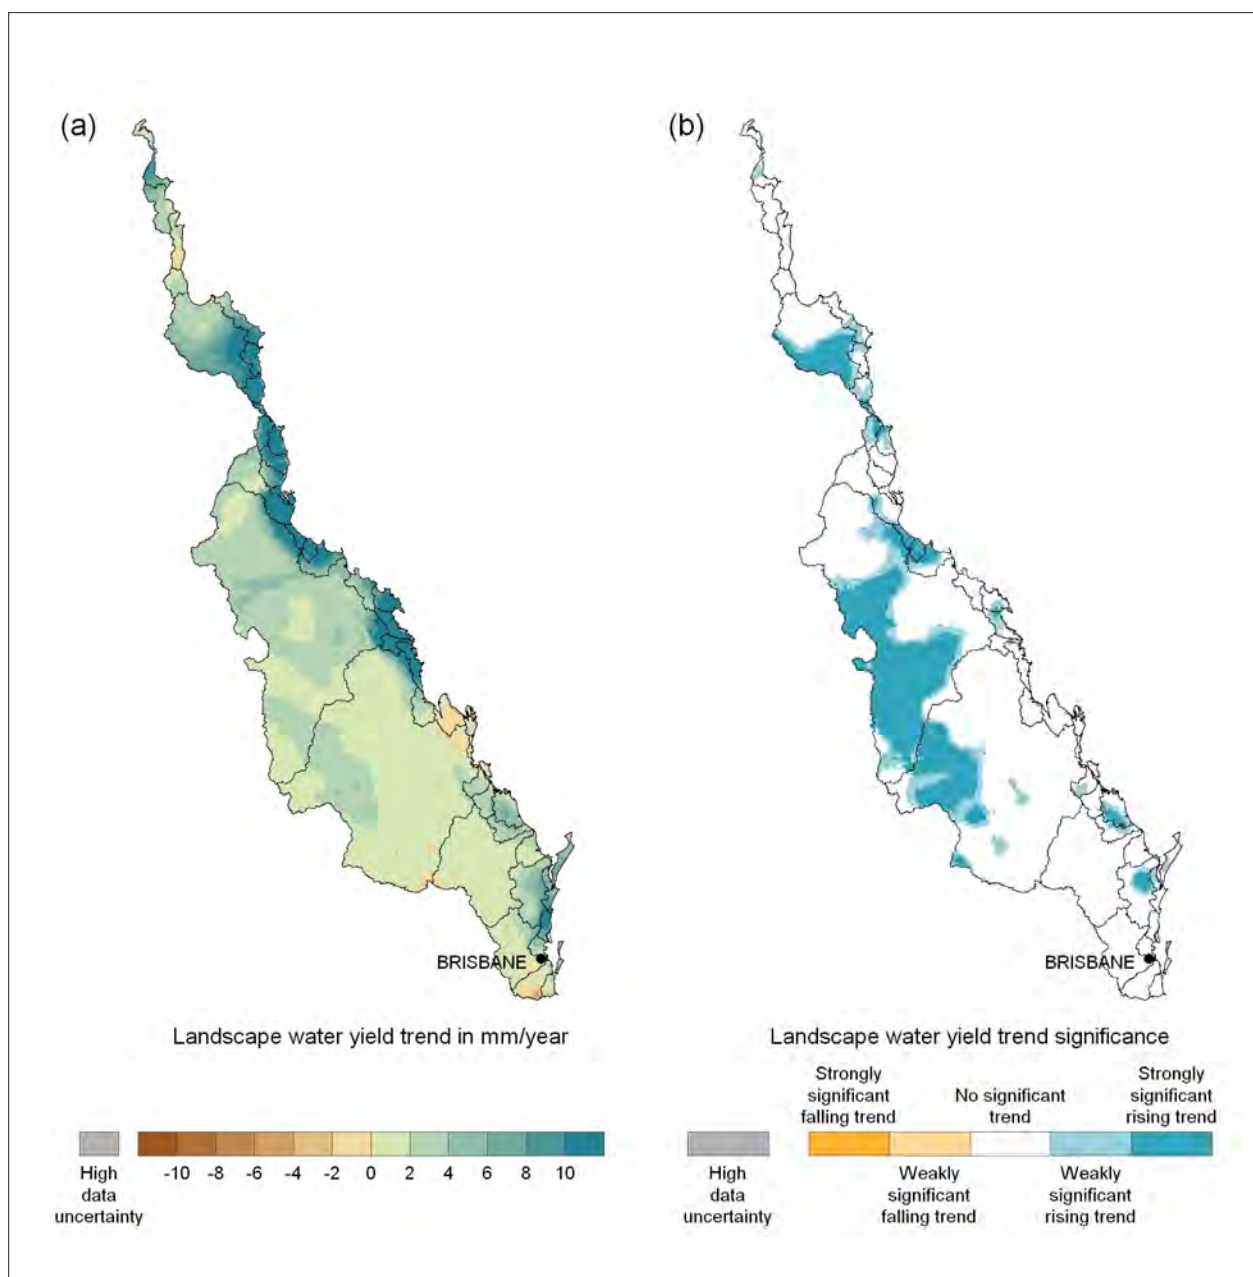 (a)
(b)
BRISBANE
BRISBANE
Landscape water yield trend in mm/year
Landscape water yield trend significance
High
data
uncertainty
-10 -8 -6 -4 -2 0 2 4 6 8 10
Strongly
significant
falling trend
No significant
trend
Strongly
significant
rising trend
High
data
uncertainty
Weakly
significant
falling trend
Weakly
significant
rising trend